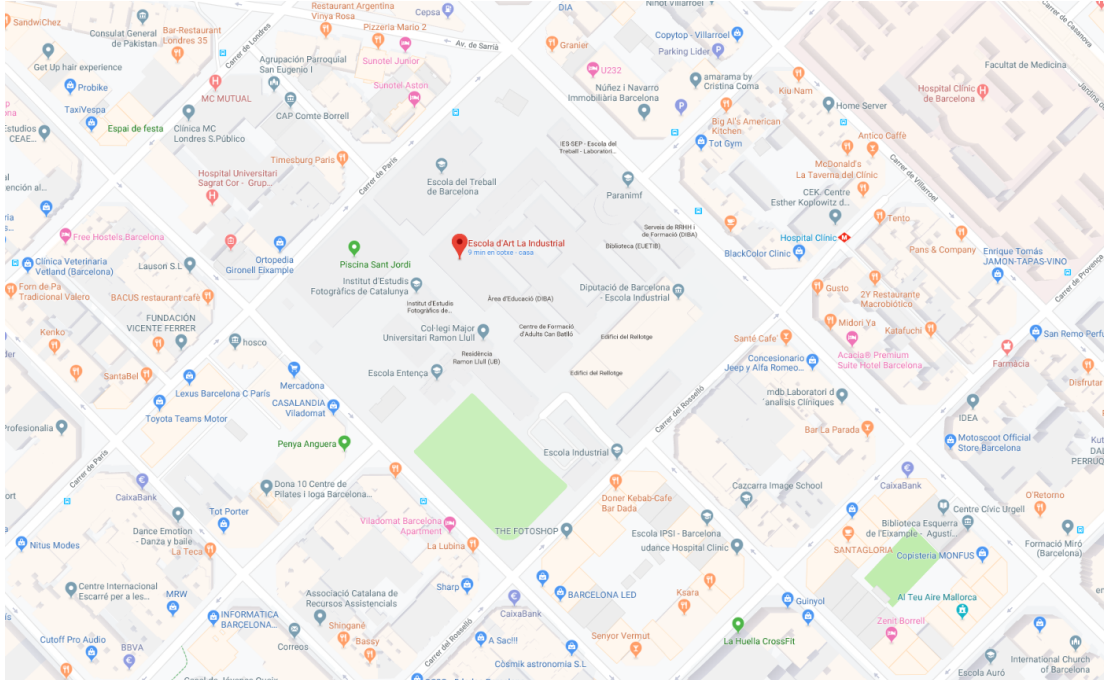 SandwiChez
Consulat General
de Pakistan
Bar-Restaurant
Londres 35
Restaurant Argentina
Vinya Rosa
Cepsa
Pizzeria Mario 2
DIA
Ninot Villarroel
Copytop - Villarroel
Parking Lider
Granier
Av. de Sarrià
Carrer de Londres
Carrer de Casanova
Facultat de Medicina
Get Up hair experience
Agrupación Parroquial
San Eugenio I
Sunotel Junior
U232
Probike
MC MUTUAL
Sunotel Aston
Núñez i Navarro
Immobiliària Barcelona
amarama by
Cristina Coma
Kiu-Nam
Hospital Clínic
de Barcelona
TaxiVespa
CAP Comte Borrell
Home Server
Espai de festa
Clínica MC
Londres S.Público
Big Al's American
Kitchen
Tot Gym
Antico Caffè
Timesburg Paris
Carrer de París
IES-SEP - Escola del
Treball - Laboratori...
McDonald's
La Taverna del Clínic
Carrer de Villarroel
Hospital Universitari
Sagrat Cor - Grup...
Escola del Treball
de Barcelona
Paranimf
CEK. Centre
Esther Koplowitz d...
Tento
Free Hostels Barcelona
Escola d'Art La Industrial
9 min en cotxe - casa
Serveis de RRHH i
de Formació (DIBA)
Biblioteca (EUETIB)
Hospital Clínic
Pans & Company
BlackColor Clinic
Enrique Tomás
JAMON-TAPAS-VINO
Clínica Veterinaria
Vetland (Barcelona)
Lauson S.L
Ortopedia
Gironell Eixample
Piscina Sant Jordi
Institut d'Estudis
Fotogràfics de Catalunya
Diputació de Barcelona
- Escola Industrial
Gusto
2Y Restaurante
Macrobiótico
Carrer de Provença
Forn de Pa
Tradicional Valero
BACUS restaurant cafè
Institut d'Estudis
Fotogràfics de...
Àrea d'Educació (DIBA)
FUNDACIÓN
VICENTE FERRER
Col·legi Major
Universitari Ramon Llull
Centre de Formació
d'Adults Can Batlló
Edifici del Rellotge
Midori Ya
Katafuchi
San Remo Perfu
Kenko
hosco
Residència
Ramon Llull (UB)
Santé Cafe
Acacia® Premium
Suite Hotel Barcelona
Farmacia
SantaBel
Mercadona
Escola Entença
Edifici del Rellotge
Concesionario
Jeep y Alfa Romeo...
Disfrutar
Lexus Barcelona C París
CASALANDIA
Viladomat
mdb Laboratori d
'analisis Clíniques
IDEA
Toyota Teams Motor
Carrer del Rosselló
Bar La Parada
Profesionalia
Penya Anguera
Motoscoot Official
Store Barcelona
Escola Industrial
Carrer de París
CaixaBank
Dona 10 Centre de
Pilates i Ioga Barcelona...
Cazcarra Image School
CaixaBank
Doner Kebab-Cafe
Bar Dada
O'Retorno
Centre Cívic Urgell
Tot Porter
Dance Emotion
- Danza y baile
Viladomat Barcelona
Apartment
THE FOTOSHOP
Escola IPSI - Barcelona
udance Hospital Clínic
Biblioteca Esquerra
de l'Eixample - Agustí...
Formació Miró
(Barcelona)
Nitus Modes
La Teca
La Lubina
SANTAGLORIA
Copisteria MONFUS
Centre Internacional
Escarré per a les...
MRW
Associación Catalana de
Recursos Assistencials
Sharp
BARCELONA LED
Ksara
Guinyol
Al Teu Aire Mallorca
INFORMATICA
BARCELONA...
Shiogane
CaixaBank
Zenit Borrell
Cutoff Pro Audio
Correos
Bassy
A Sac!!!
Senyor Vermut
La Huella CrossFit
BBVA
Carrer del Rosselló
Còsmik astronomia S.L
Escola Auró
International Church
of Barcelona